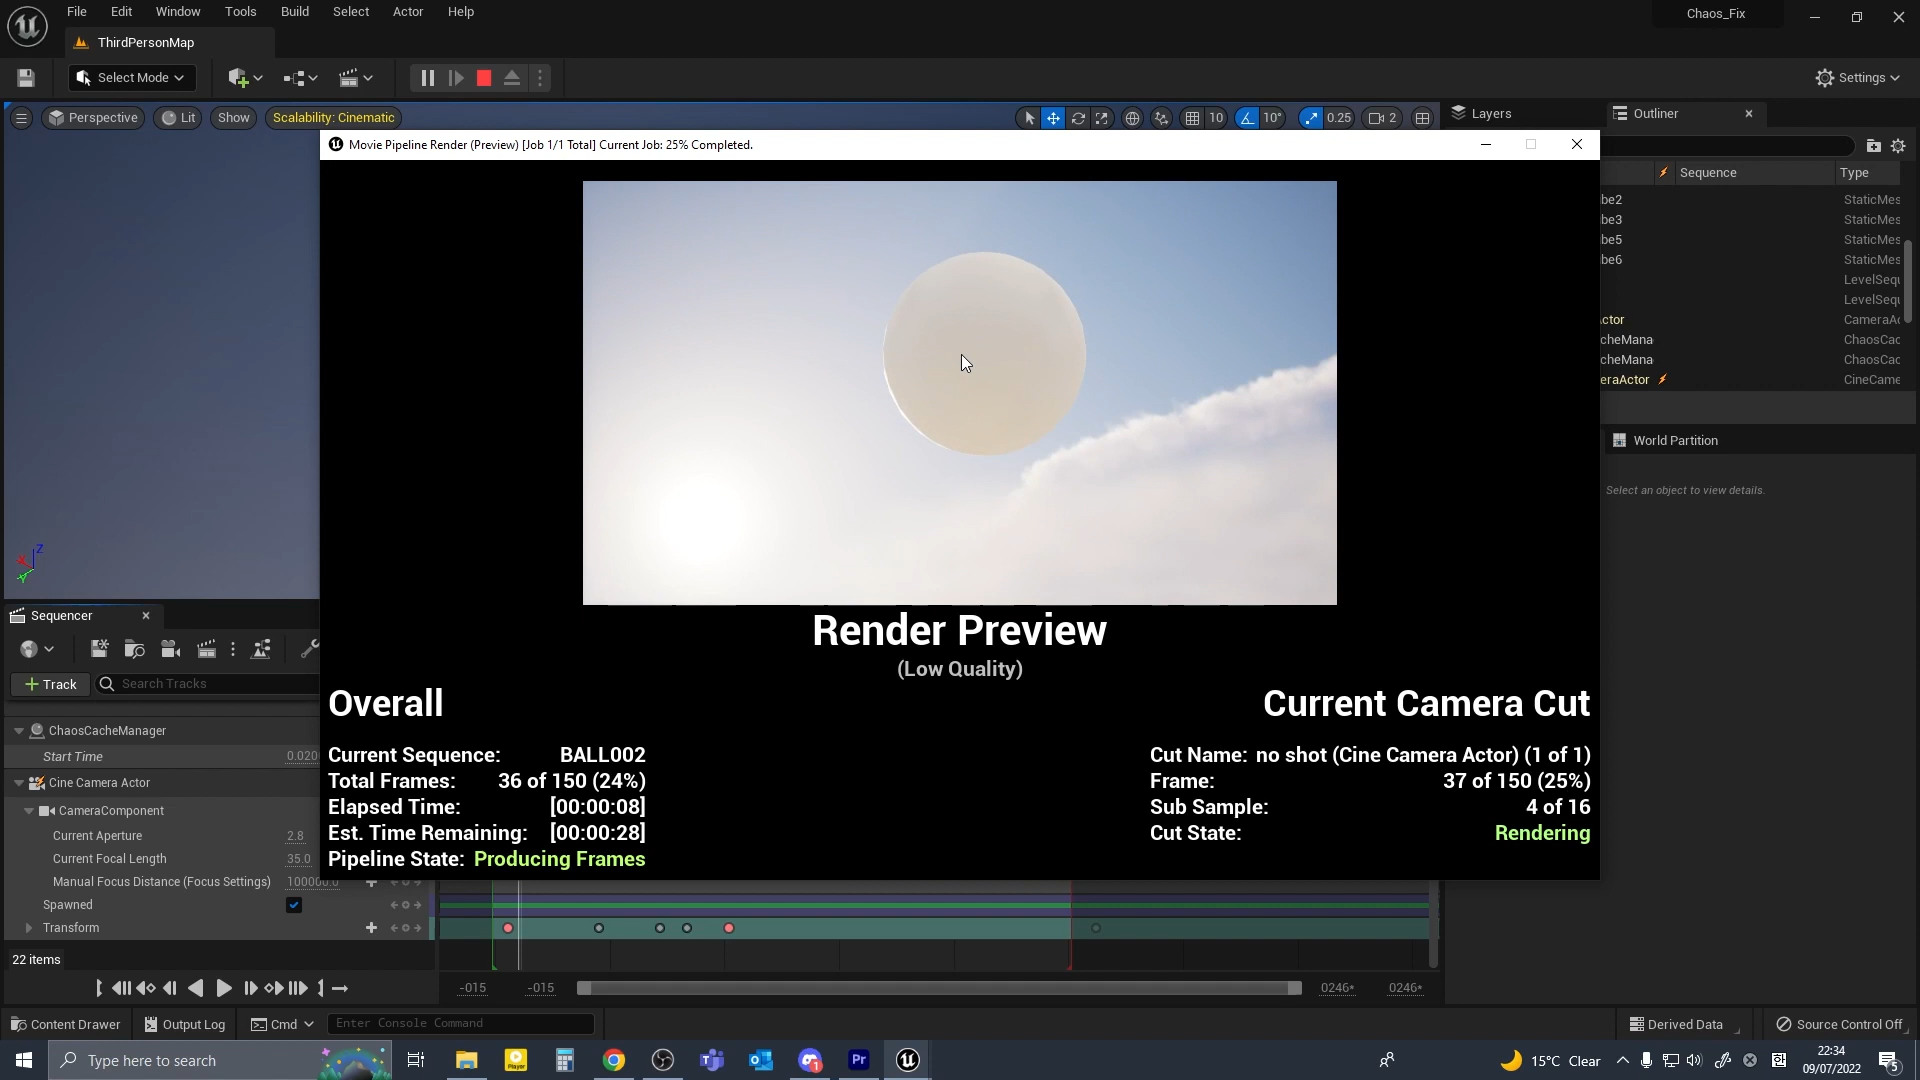 File Edit Window Tools Build Select Actor Help
Chaos_Fix
ThirdPersonMap
Select Mode
Settings
Perspective Lit Show Scalability: Cinematic
10 10° 0.25 2
Layers
Outliner
Movie Pipeline Render (Preview) [Job 1/1 Total] Current Job: 25% Completed.
Sequence Type
be2 StaticMes
be3 StaticMes
be5 StaticMes
be6 StaticMes
LevelSequ
LevelSequ
Actor CameraAc
cheMana ChaosCac
cheMana ChaosCac
eraActor CineCame
World Partition
Select an object to view details.
Z
X
Y
Render Preview
(Low Quality)
Overall
Current Sequence: BALL002
Total Frames: 36 of 150 (24%)
Elapsed Time: [00:00:08]
Est. Time Remaining: [00:00:28]
Pipeline State: Producing Frames
Current Camera Cut
Cut Name: no shot (Cine Camera Actor) (1 of 1)
Frame: 37 of 150 (25%)
Sub Sample: 4 of 16
Cut State: Rendering
Sequencer
Track
Search Tracks
ChaosCacheManager
Start Time 0.020
Cine Camera Actor
CameraComponent
Current Aperture 2.8
Current Focal Length 35.0
Manual Focus Distance (Focus Settings) 100000.0
Spawned
Transform
22 items
-015 -015 0246* 0246*
Content Drawer Output Log Cmd Enter Console Command
Derived Data Source Control Off
Type here to search
Player
Pr
1
15°C Clear
22:34
09/07/2022
5